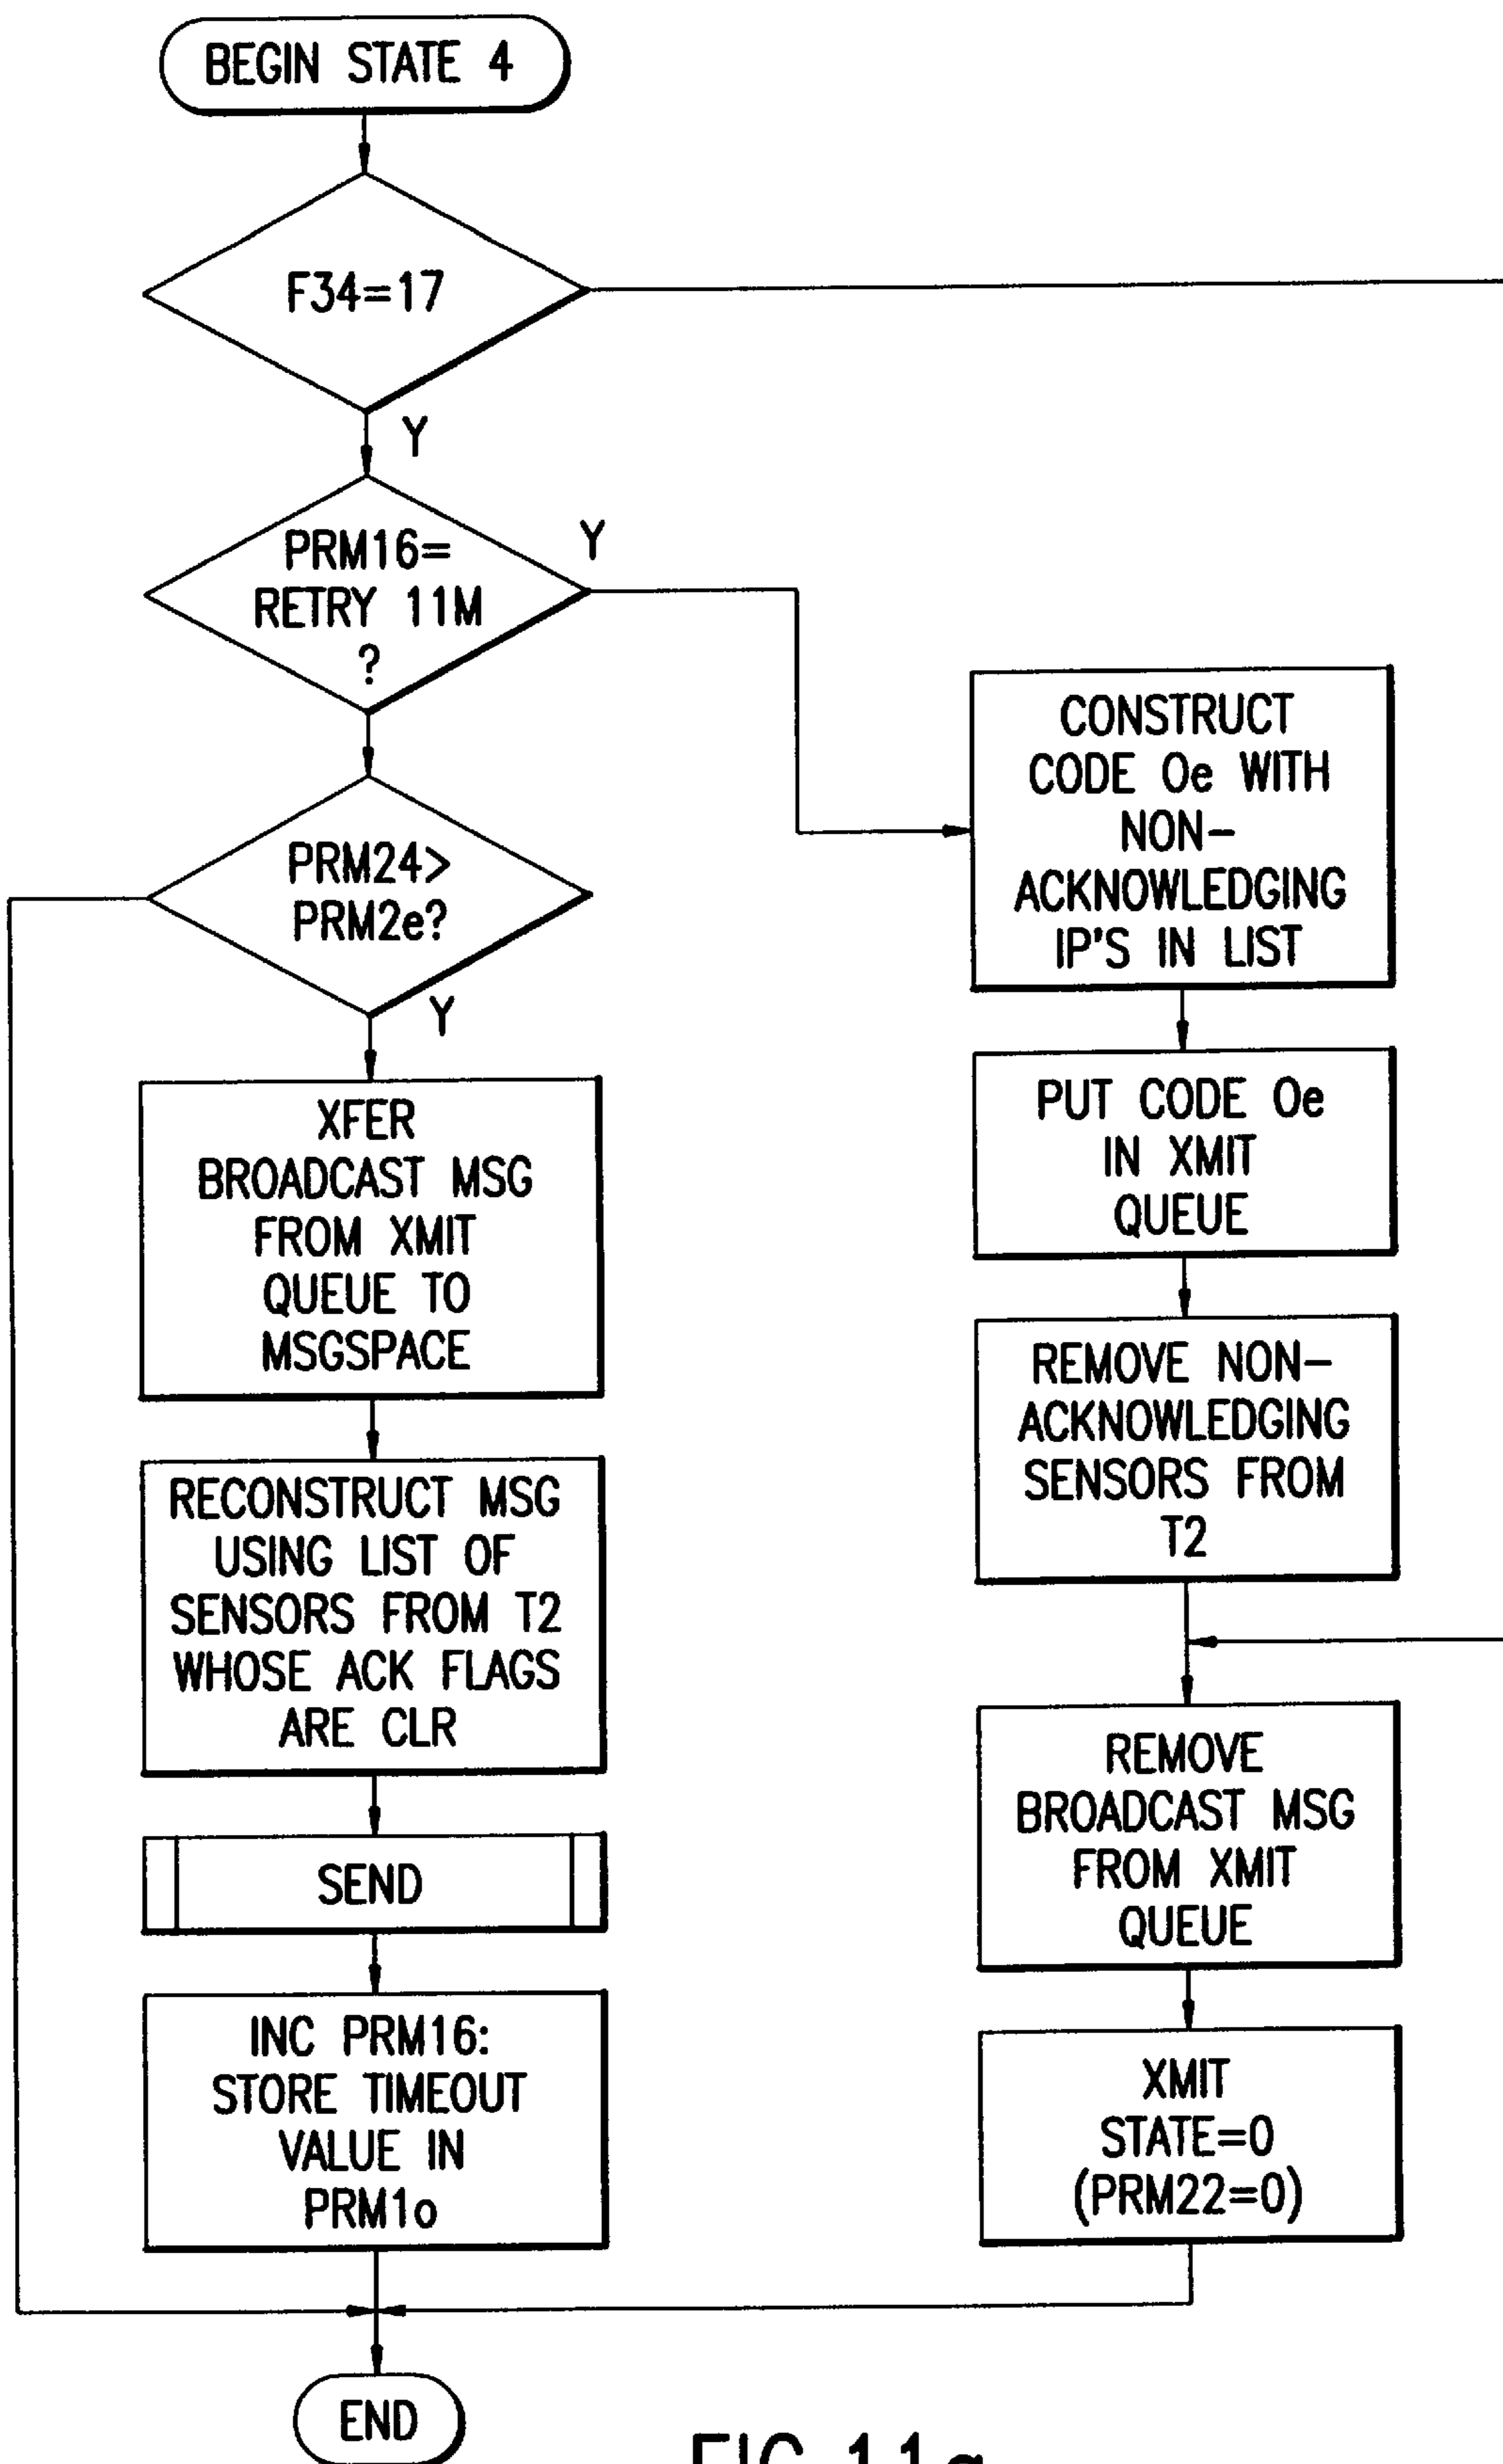 BEGIN STATE 4
F34=17
Y
PRM16=
RETRY 11M
?
Y
PRM24>
PRM2e?
Y
XFER
BROADCAST MSG
FROM XMIT
QUEUE TO
MSGSPACE
RECONSTRUCT MSG
USING LIST OF
SENSORS FROM T2
WHOSE ACK FLAGS
ARE CLR
SEND
INC PRM16:
STORE TIMEOUT
VALUE IN
PRM1o
END
CONSTRUCT
CODE Oe WITH
NON-
ACKNOWLEDGING
IP'S IN LIST
PUT CODE Oe
IN XMIT
QUEUE
REMOVE NON-
ACKNOWLEDGING
SENSORS FROM
T2
REMOVE
BROADCAST MSG
FROM XMIT
QUEUE
XMIT
STATE=0
(PRM22=0)